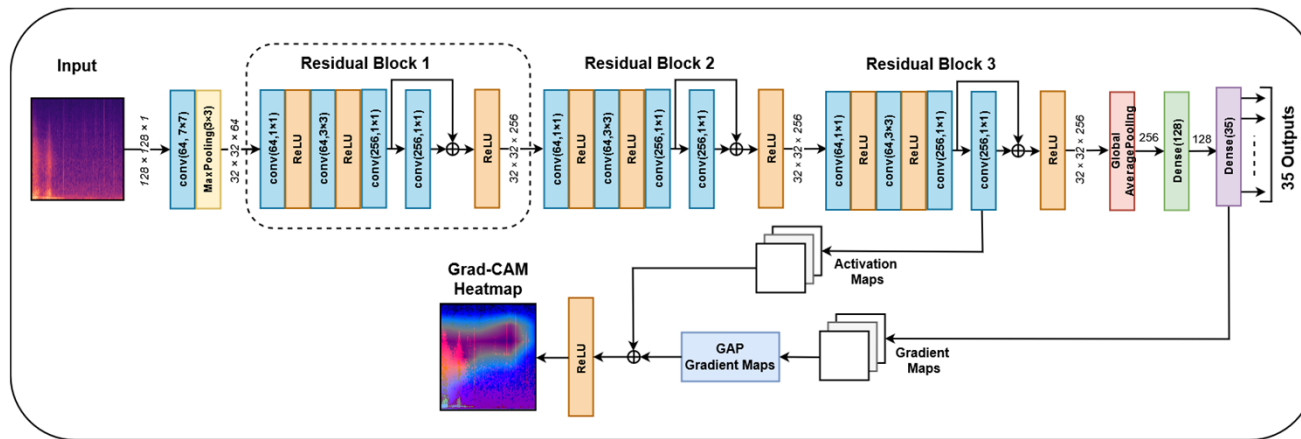 Input
128 × 128 × 1
conv(64, 7×7)
MaxPooling(3×3)
32 × 32 × 64
Residual Block 1
conv(64,1×1)
ReLU
conv(64,3×3)
ReLU
conv(256,1×1)
conv(256,1×1)
ReLU
32 × 32 × 256
Residual Block 2
conv(64,1×1)
ReLU
conv(64,3×3)
ReLU
conv(256,1×1)
conv(256,1×1)
ReLU
32 × 32 × 256
Residual Block 3
conv(64,1×1)
ReLU
conv(64,3×3)
ReLU
conv(256,1×1)
conv(256,1×1)
ReLU
32 × 32 × 256
Global
AveragePooling
256
Dense(128)
128
Dense(35)
35 Outputs
Activation
Maps
Grad-CAM
Heatmap
ReLU
GAP
Gradient Maps
Gradient
Maps